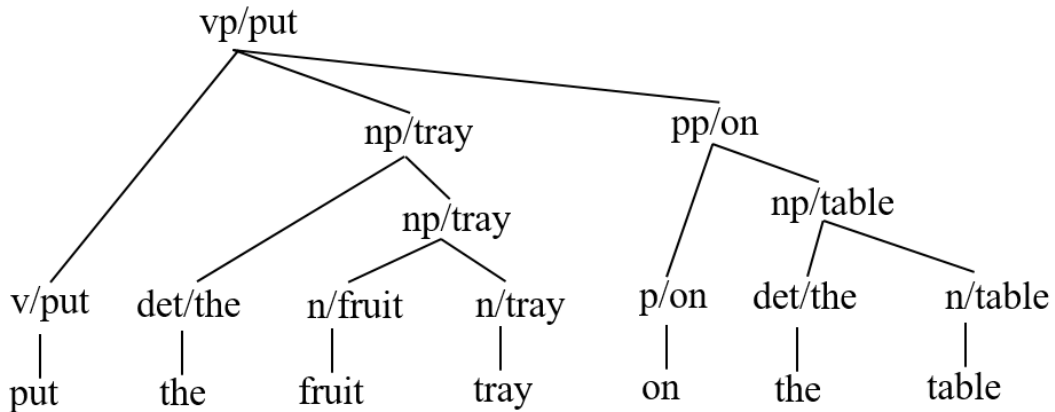 vp/put
np/tray
pp/on
np/tray
np/table
v/put det/the n/fruit n/tray p/on det/the n/table
put the fruit tray on the table